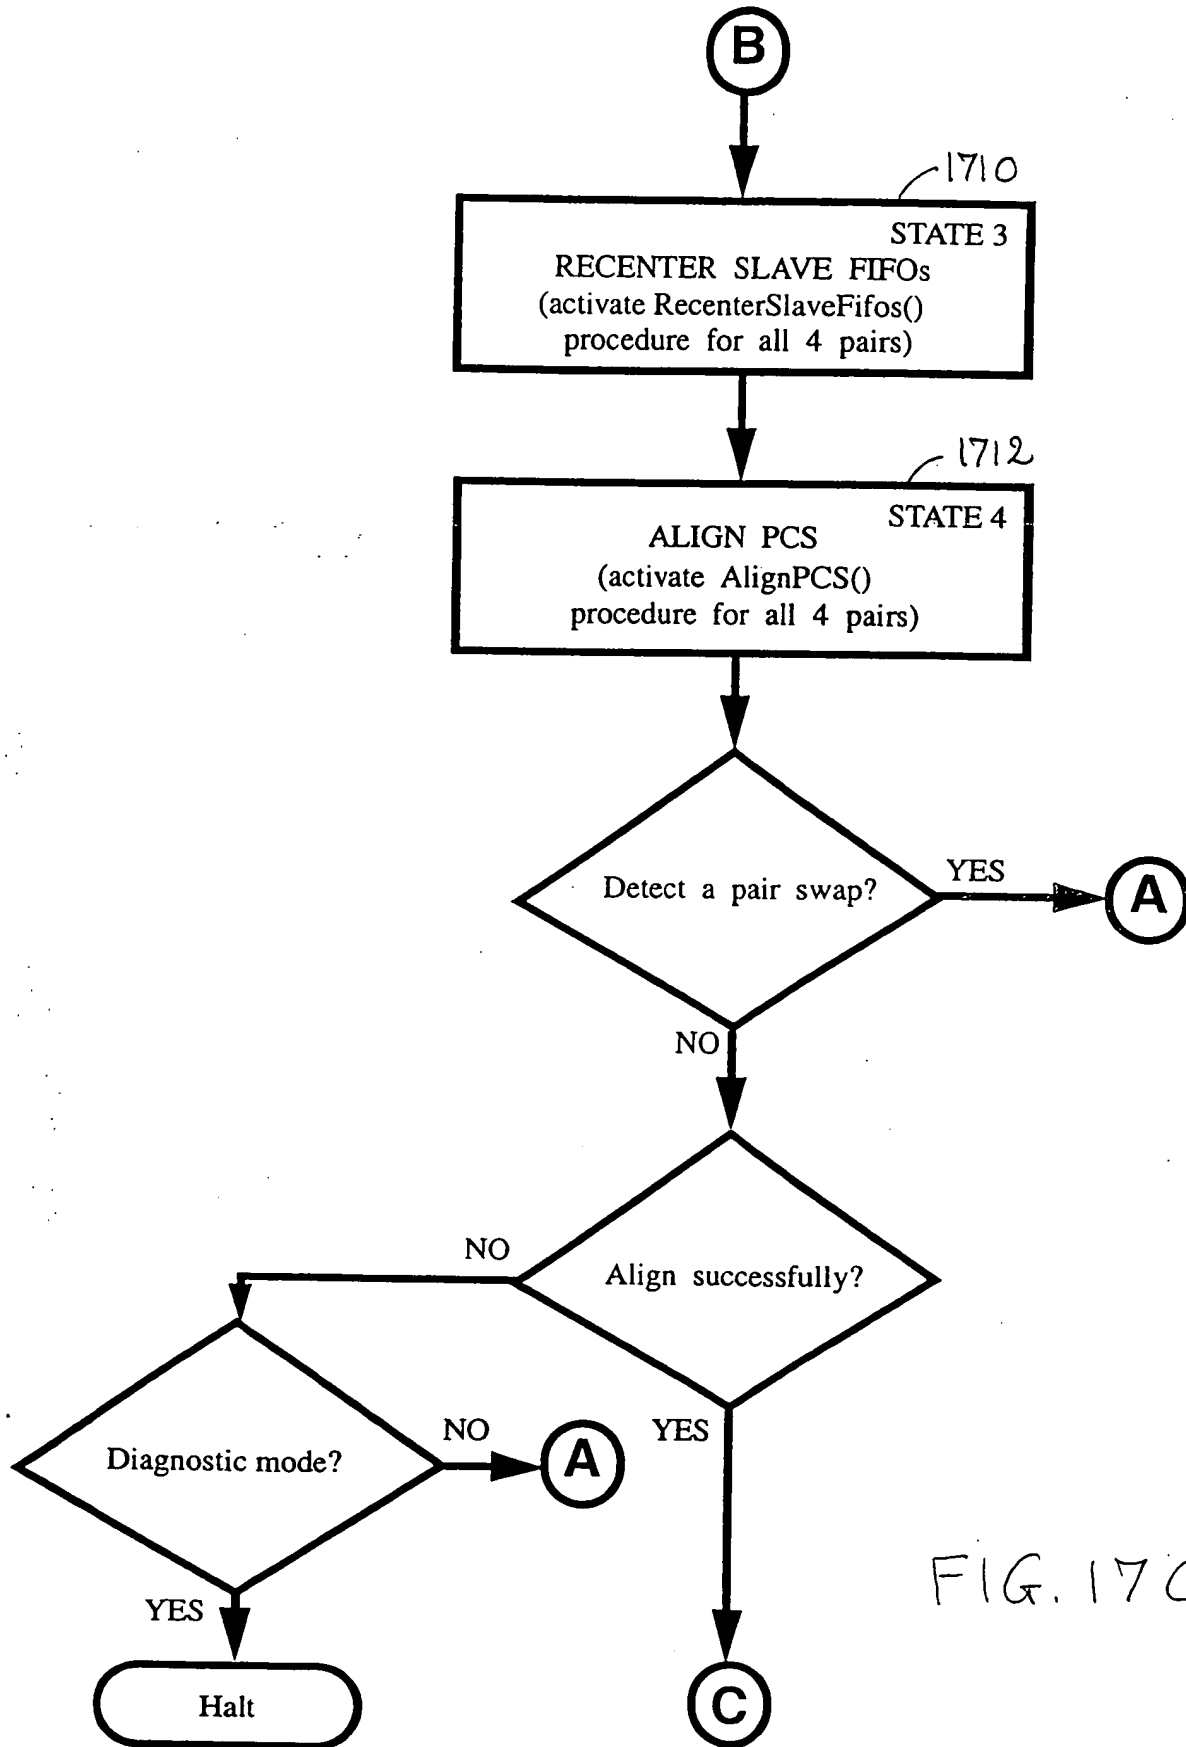 B
1710
STATE 3
RECENTER SLAVE FIFOs
(activate RecenterSlaveFifos()
procedure for all 4 pairs)
1712
STATE 4
ALIGN PCS
(activate AlignPCS()
procedure for all 4 pairs)
Detect a pair swap?
YES
A
NO
Align successfully?
NO
YES
Diagnostic mode?
NO
A
YES
Halt
C
FIG. 17C